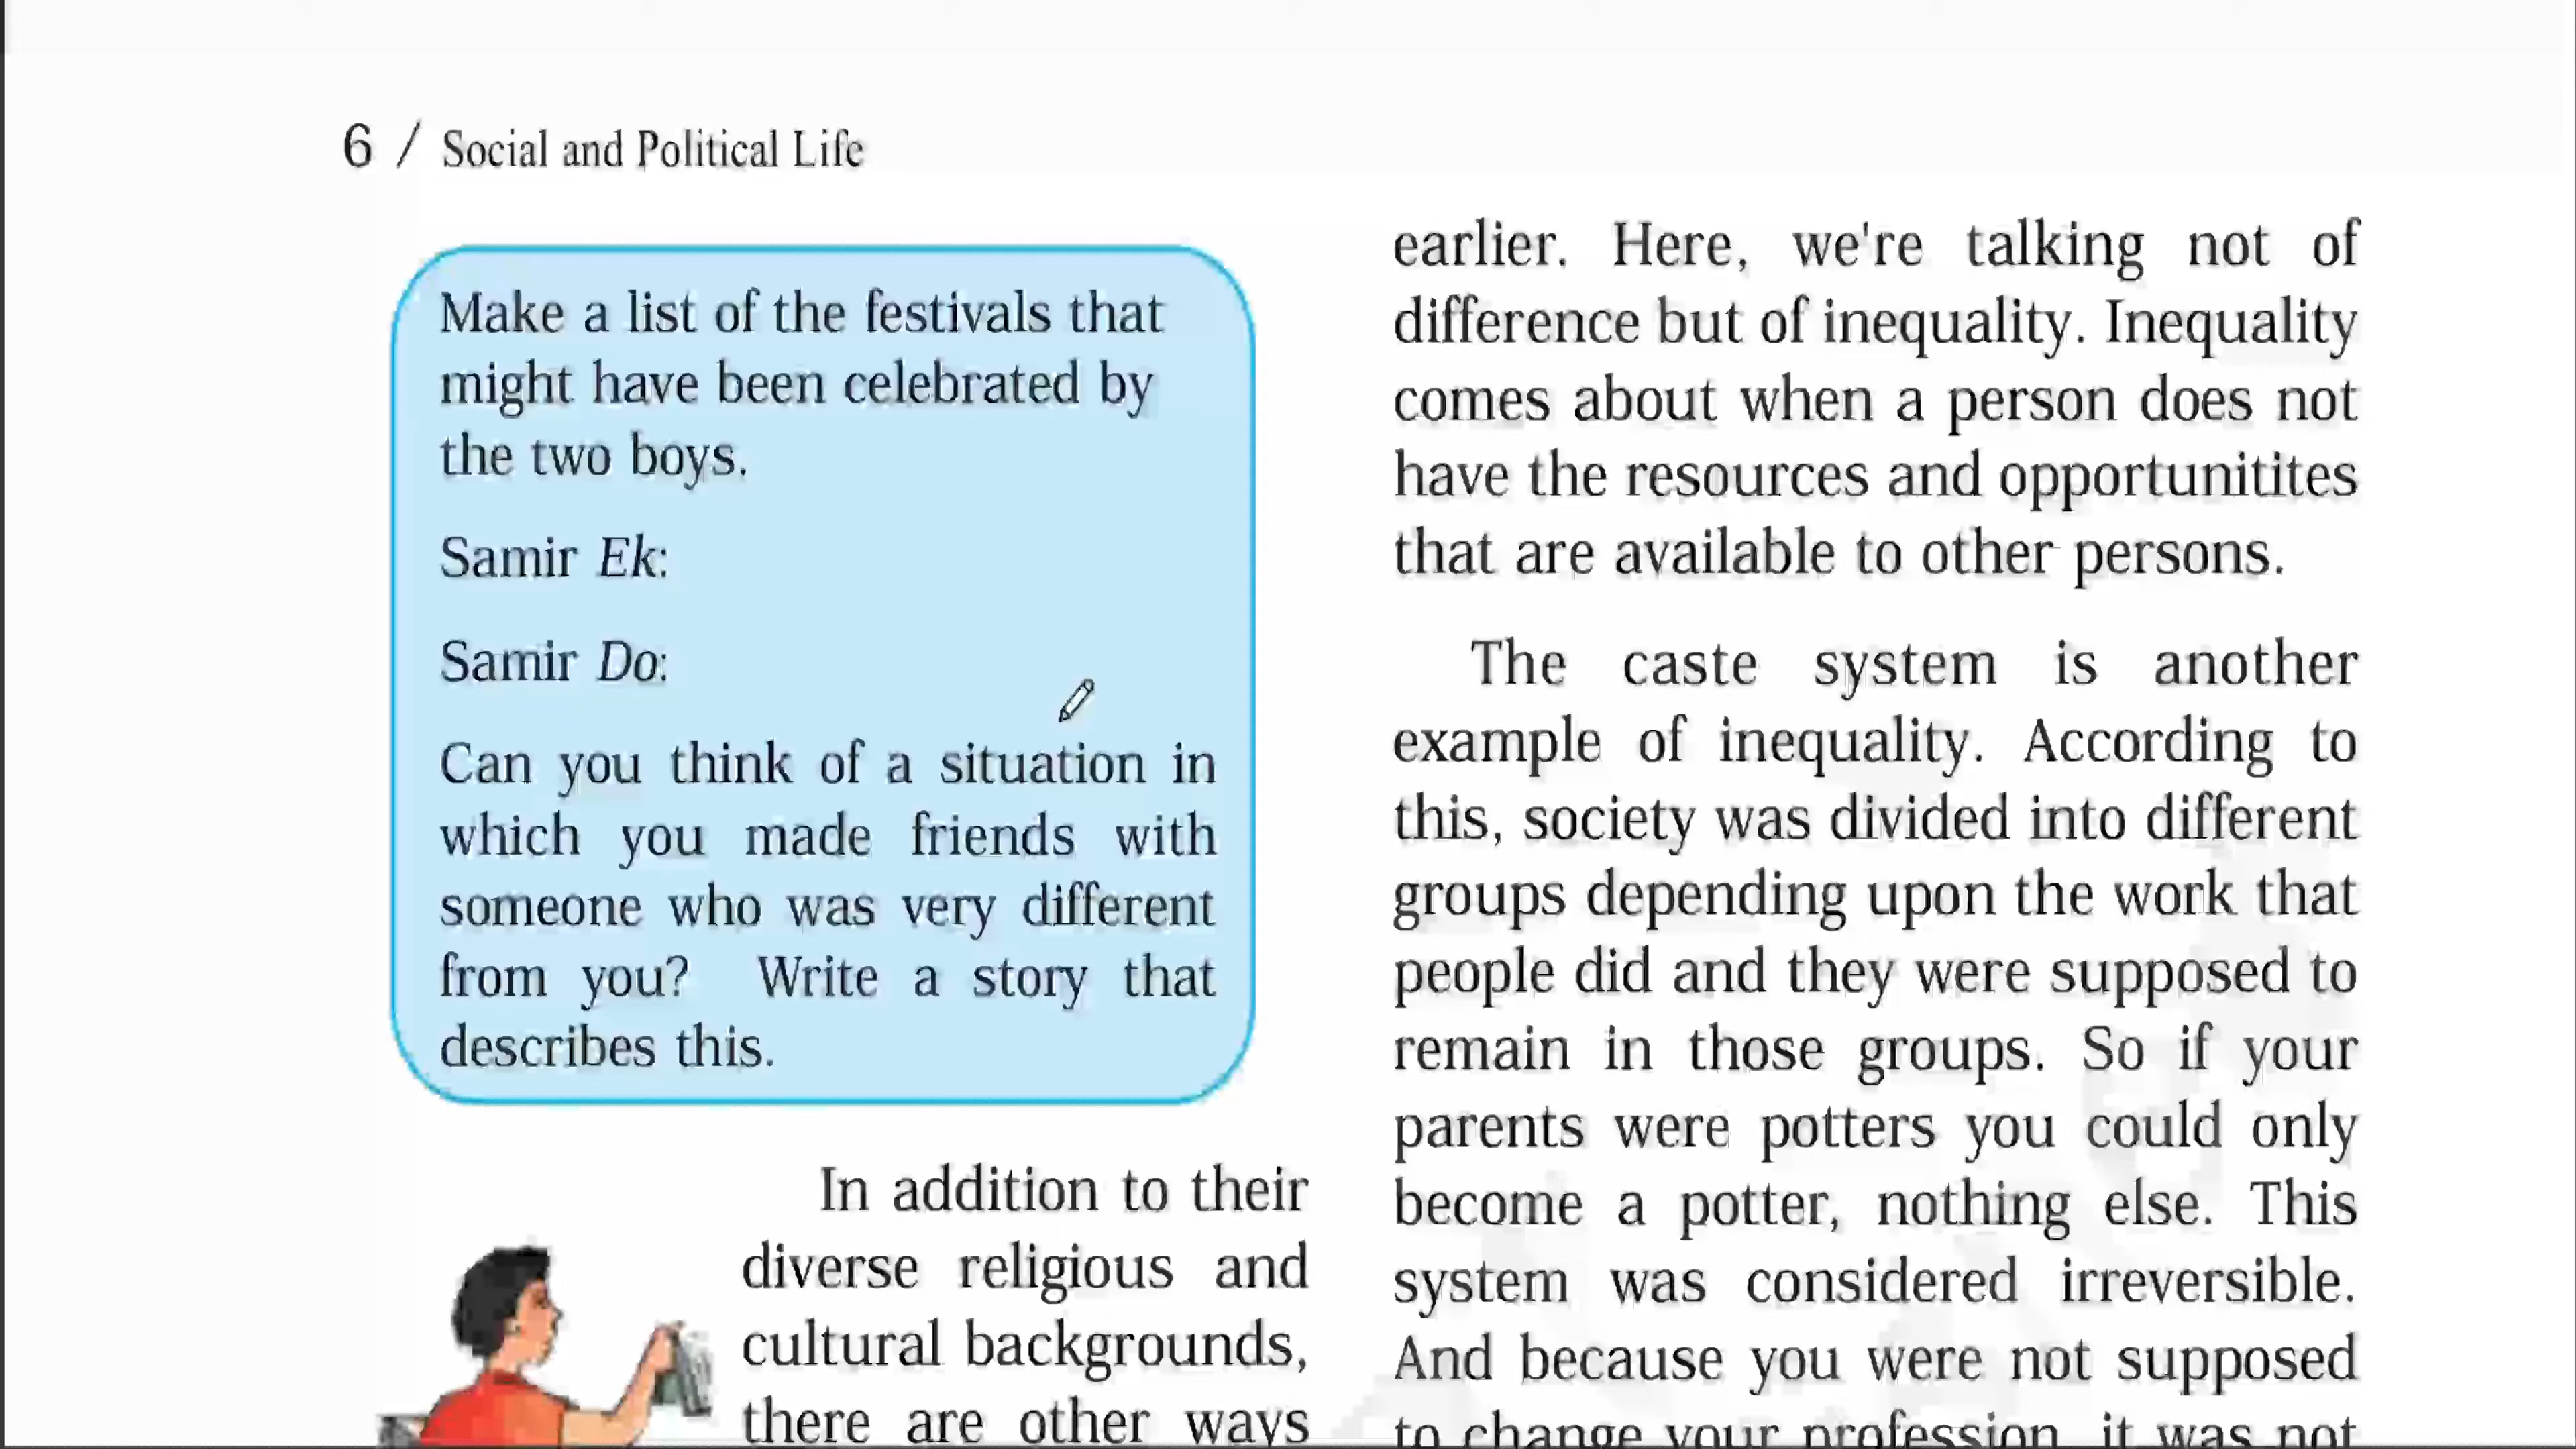 6 / Social and Political Life
Make a list of the festivals that
might have been celebrated by
the two boys.
Samir Ek:
Samir Do:
Can you think of a situation in
which you made friends with
someone who was very different
from you? Write a story that
describes this.
In addition to their
diverse religious and
cultural backgrounds,
there are other ways
earlier. Here, we're talking not of
difference but of inequality. Inequality
comes about when a person does not
have the resources and opportunitites
that are available to other persons.
The caste system is another
example of inequality. According to
this, society was divided into different
groups depending upon the work that
people did and they were supposed to
remain in those groups. So if your
parents were potters you could only
become a potter, nothing else. This
system was considered irreversible.
And because you were not supposed
to change your profession, it was not